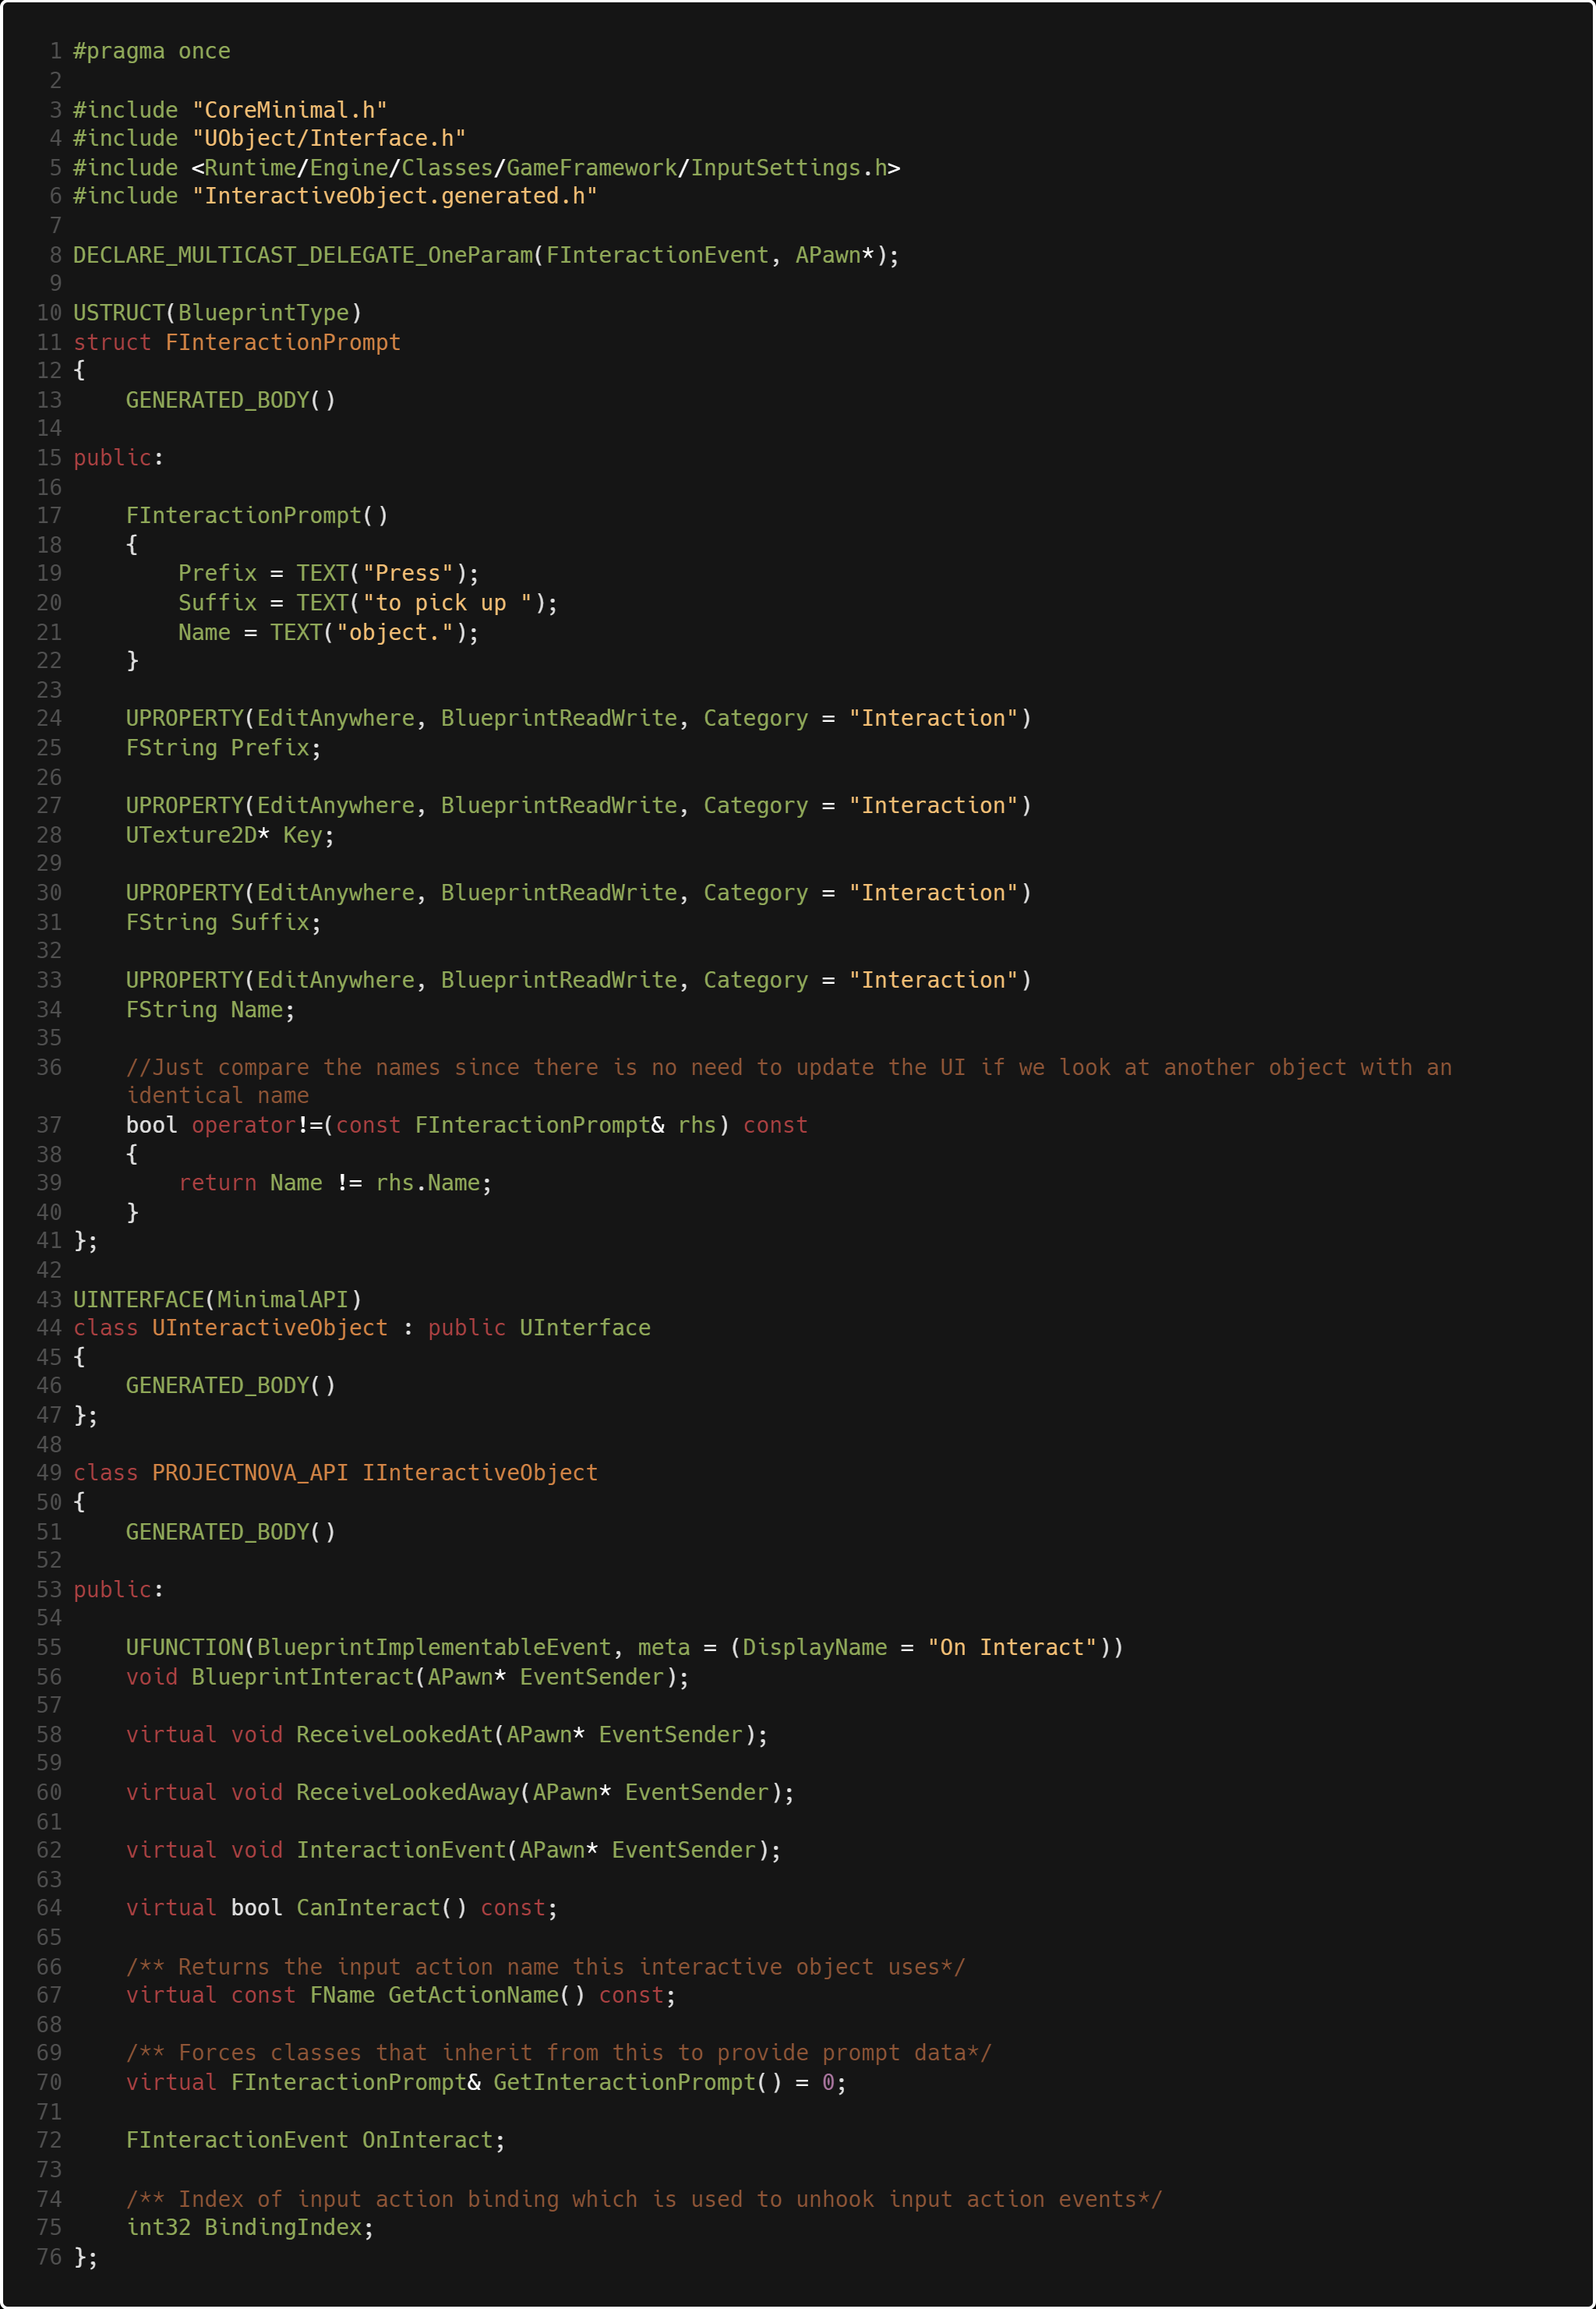 1 #pragma once
2
3 #include "CoreMinimal.h"
4 #include "UObject/Interface.h"
5 #include <Runtime/Engine/Classes/GameFramework/InputSettings.h>
6 #include "InteractiveObject.generated.h"
7
8 DECLARE_MULTICAST_DELEGATE_OneParam(FInteractionEvent, APawn*);
9
10 USTRUCT(BlueprintType)
11 struct FInteractionPrompt
12 {
13     GENERATED_BODY()
14
15 public:
16
17     FInteractionPrompt()
18     {
19         Prefix = TEXT("Press");
20         Suffix = TEXT("to pick up ");
21         Name = TEXT("object.");
22     }
23
24     UPROPERTY(EditAnywhere, BlueprintReadWrite, Category = "Interaction")
25     FString Prefix;
26
27     UPROPERTY(EditAnywhere, BlueprintReadWrite, Category = "Interaction")
28     UTexture2D* Key;
29
30     UPROPERTY(EditAnywhere, BlueprintReadWrite, Category = "Interaction")
31     FString Suffix;
32
33     UPROPERTY(EditAnywhere, BlueprintReadWrite, Category = "Interaction")
34     FString Name;
35
36     //Just compare the names since there is no need to update the UI if we look at another object with an
    identical name
37     bool operator!=(const FInteractionPrompt& rhs) const
38     {
39         return Name != rhs.Name;
40     }
41 };
42
43 UINTERFACE(MinimalAPI)
44 class UInteractiveObject : public UInterface
45 {
46     GENERATED_BODY()
47 };
48
49 class PROJECTNOVA_API IInteractiveObject
50 {
51     GENERATED_BODY()
52
53 public:
54
55     UFUNCTION(BlueprintImplementableEvent, meta = (DisplayName = "On Interact"))
56     void BlueprintInteract(APawn* EventSender);
57
58     virtual void ReceiveLookedAt(APawn* EventSender);
59
60     virtual void ReceiveLookedAway(APawn* EventSender);
61
62     virtual void InteractionEvent(APawn* EventSender);
63
64     virtual bool CanInteract() const;
65
66     /** Returns the input action name this interactive object uses*/
67     virtual const FName GetActionName() const;
68
69     /** Forces classes that inherit from this to provide prompt data*/
70     virtual FInteractionPrompt& GetInteractionPrompt() = 0;
71
72     FInteractionEvent OnInteract;
73
74     /** Index of input action binding which is used to unhook input action events*/
75     int32 BindingIndex;
76 };